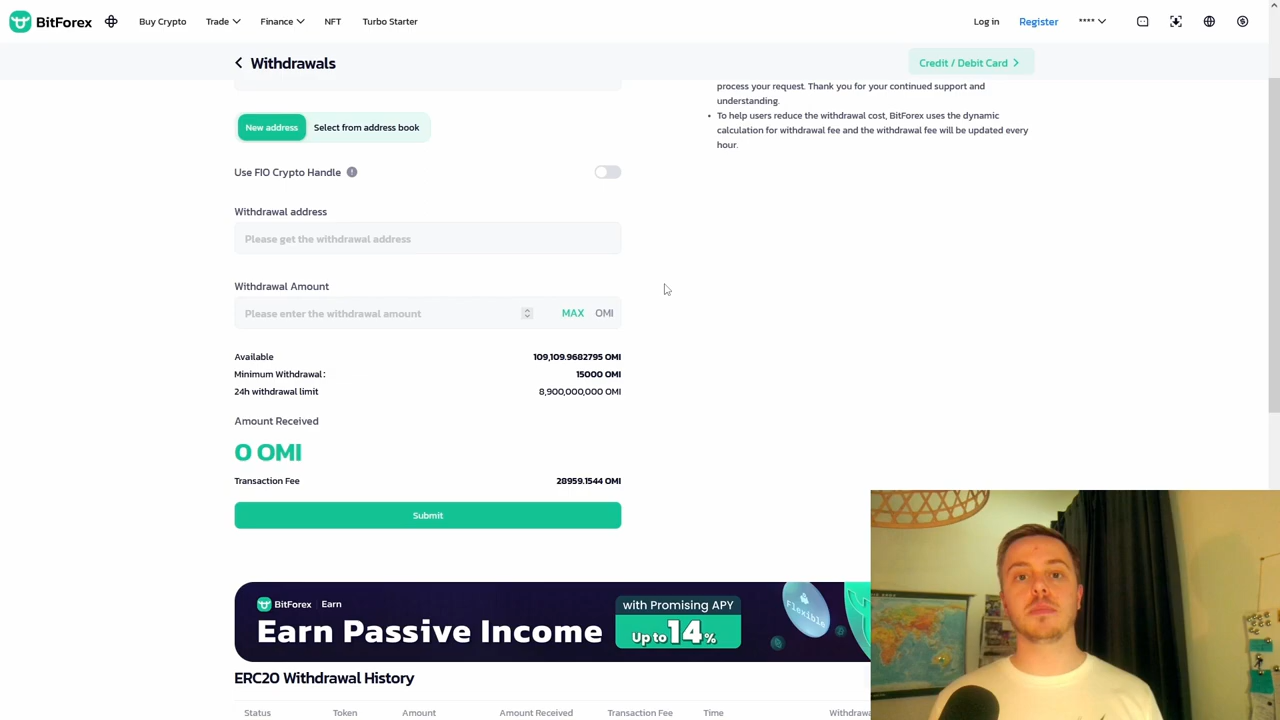 BitForex
Buy Crypto
Trade
Finance
NFT
Turbo Starter
Log in
Register
****
Withdrawals
Credit / Debit Card
process your request. Thank you for your continued support and
understanding.
• To help users reduce the withdrawal cost, BitForex uses the dynamic
calculation for withdrawal fee and the withdrawal fee will be updated every
hour.
New address
Select from address book
Use FIO Crypto Handle
Withdrawal address
Please get the withdrawal address
Withdrawal Amount
Please enter the withdrawal amount
MAX
OMI
Available
109,109.9682795 OMI
Minimum Withdrawal:
15000 OMI
24h withdrawal limit
8,900,000,000 OMI
Amount Received
0 OMI
Transaction Fee
28959.1544 OMI
Submit
BitForex | Earn
Earn Passive Income
with Promising APY
Up to 14%
Flexible
ERC20 Withdrawal History
Status
Token
Amount
Amount Received
Transaction Fee
Time
Withdrawa